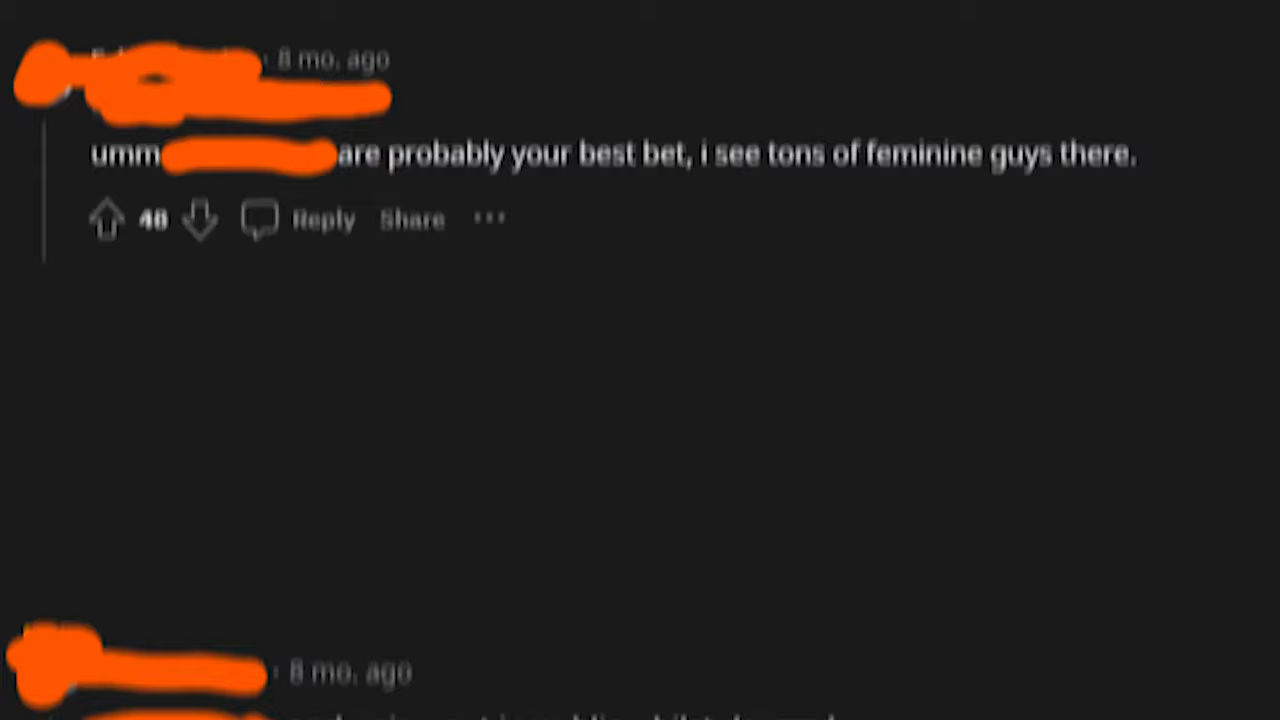 · 8 mo. ago
umm are probably your best bet, i see tons of feminine guys there.
48 Reply Share ...
· 8 mo. ago